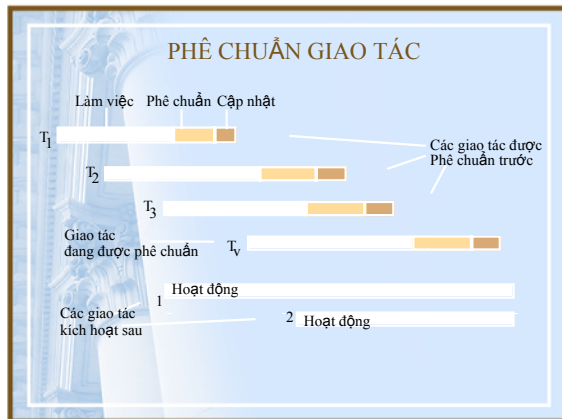 PHÊ CHUẨN GIAO TÁC
Làm việc Phê chuẩn Cập nhật
T1
Các giao tác được
Phê chuẩn trước
T2
T3
Giao tác
đang được phê chuẩn
Tv
1 Hoạt động
Các giao tác
kích hoạt sau
2 Hoạt động